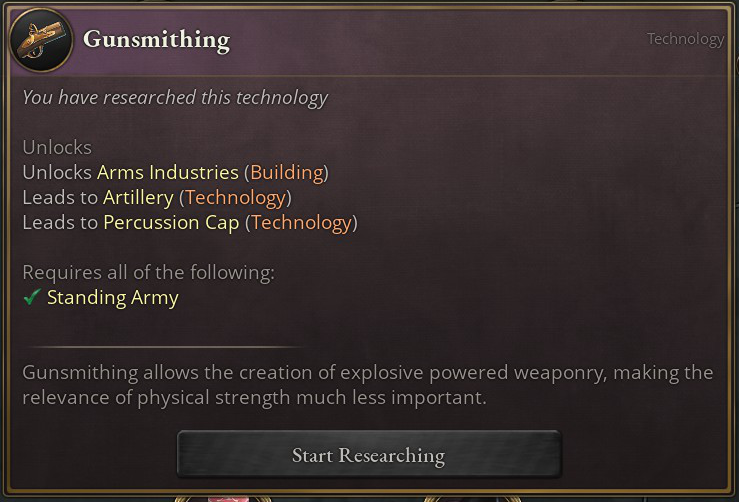 Gunsmithing
Technology
You have researched this technology
Unlocks
Unlocks Arms Industries (Building)
Leads to Artillery (Technology)
Leads to Percussion Cap (Technology)
Requires all of the following:
Standing Army
Gunsmithing allows the creation of explosive powered weaponry, making the
relevance of physical strength much less important.
Start Researching